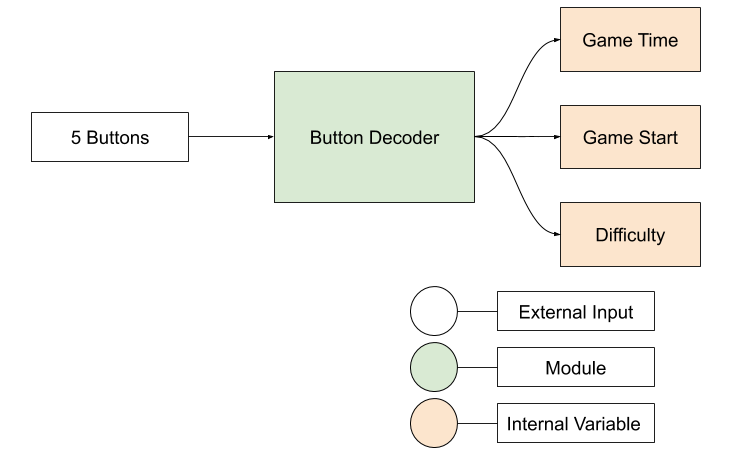 Game Time
5 Buttons
Button Decoder
Game Start
Difficulty
External Input
Module
Internal Variable